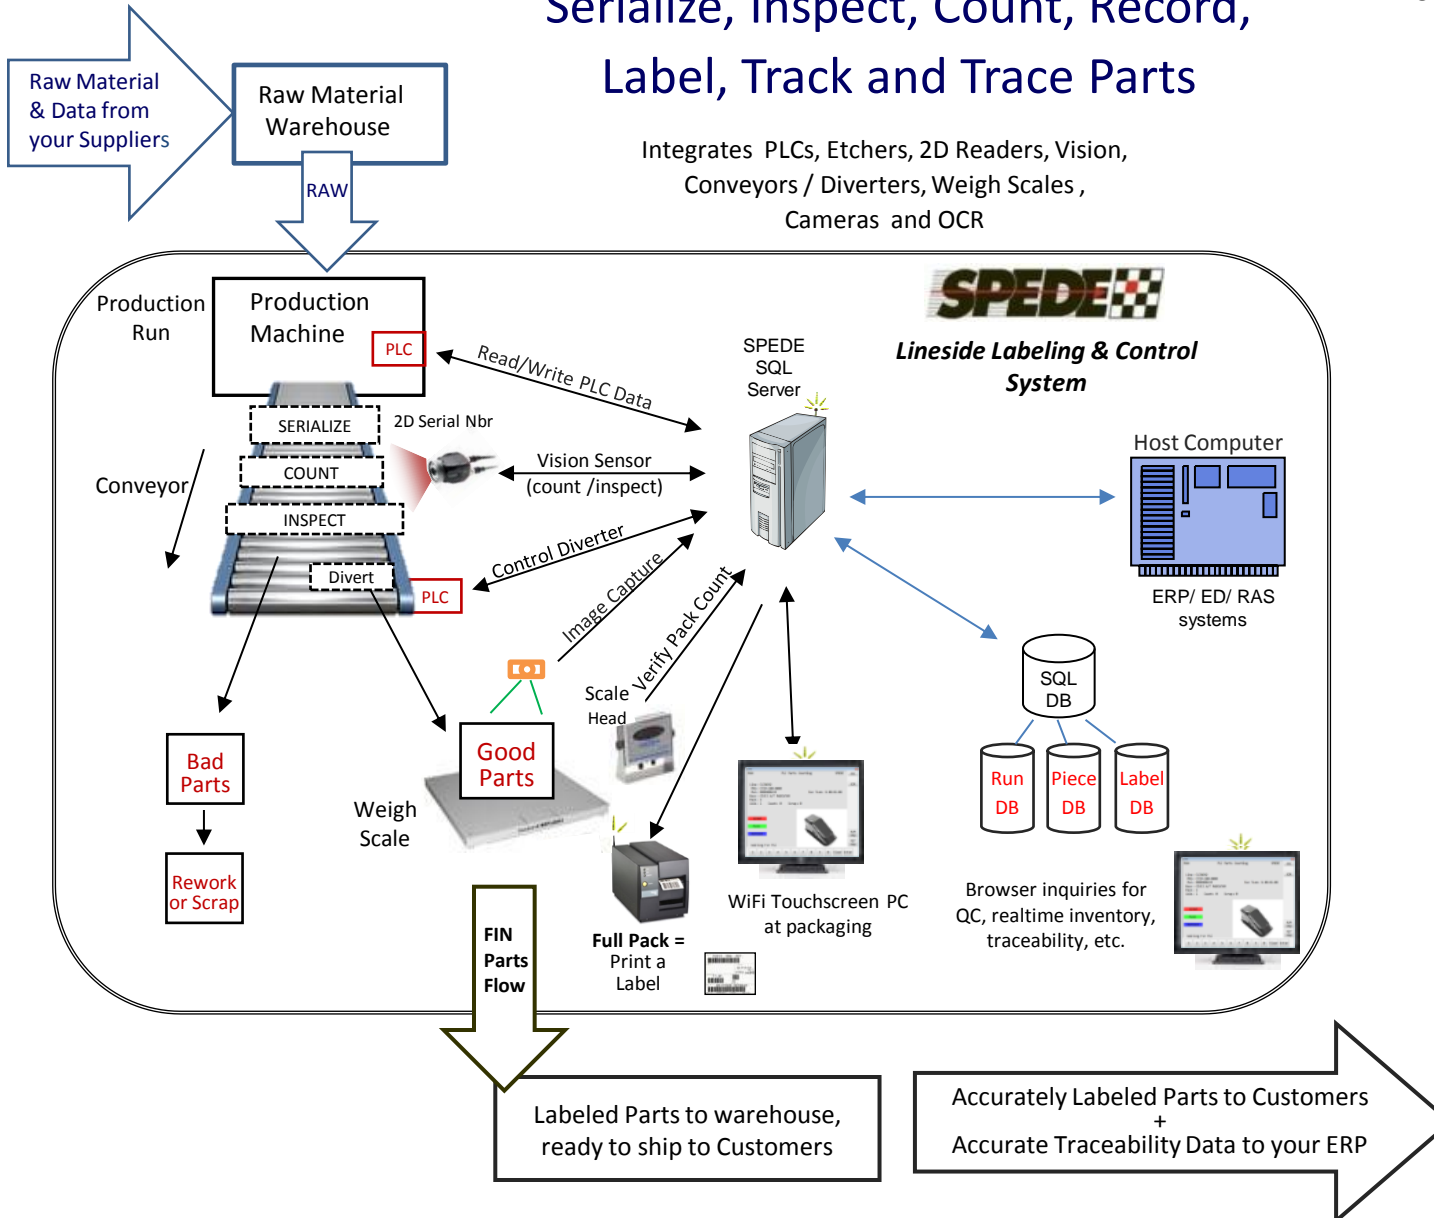 Serialize, Inspect, Count, Record,
Label, Track and Trace Parts
Integrates PLCs, Etchers, 2D Readers, Vision,
Conveyors / Diverters, Weigh Scales ,
Cameras and OCR
Raw Material
& Data from
your Suppliers
Raw Material
Warehouse
RAW
Production
Run
Production
Machine
PLC
SPEDE
Lineside Labeling & Control
System
Read/Write PLC Data
SPEDE
SQL
Server
SERIALIZE
2D Serial Nbr
COUNT
Conveyor
INSPECT
Vision Sensor
(count /inspect)
Host Computer
Divert
PLC
Control Diverter
Image Capture
Verify Pack Count
ERP/ ED/ RAS
systems
SQL
DB
Scale
Head
Bad
Parts
Good
Parts
Run
DB
Piece
DB
Label
DB
Weigh
Scale
Rework
or Scrap
WiFi Touchscreen PC
at packaging
Browser inquiries for
QC, realtime inventory,
traceability, etc.
FIN
Parts
Flow
Full Pack =
Print a
Label
Labeled Parts to warehouse,
ready to ship to Customers
Accurately Labeled Parts to Customers
+
Accurate Traceability Data to your ERP